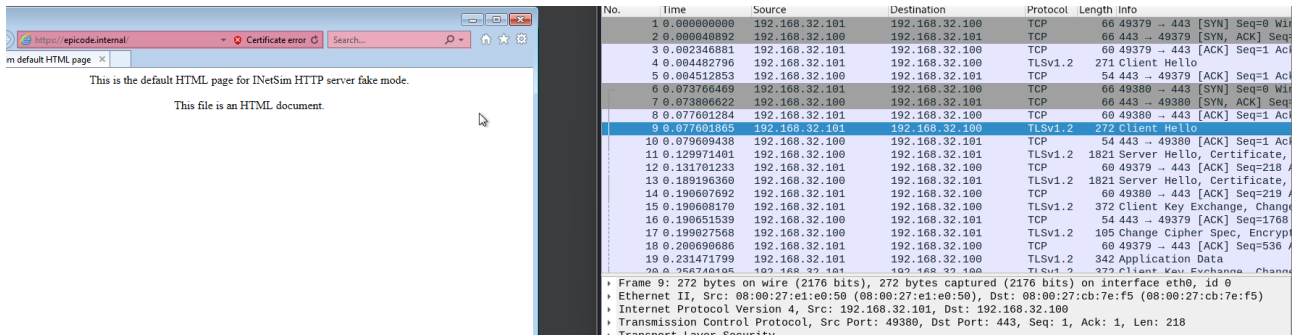 https://epicode.internal/
Certificate error
Search...
m default HTML page
This is the default HTML page for INetSim HTTP server fake mode.
This file is an HTML document.
No. Time Source Destination Protocol Length Info
1 0.000000000 192.168.32.101 192.168.32.100 TCP 66 49379 → 443 [SYN] Seq=0
2 0.000040892 192.168.32.100 192.168.32.101 TCP 66 443 → 49379 [SYN, ACK]
3 0.002346881 192.168.32.101 192.168.32.100 TCP 60 49379 → 443 [ACK] Seq=1
4 0.004482796 192.168.32.101 192.168.32.100 TLSv1.2 271 Client Hello
5 0.004512853 192.168.32.100 192.168.32.101 TCP 54 443 → 49379 [ACK] Seq=1
6 0.073766469 192.168.32.101 192.168.32.100 TCP 66 49380 → 443 [SYN] Seq=0
7 0.073806622 192.168.32.100 192.168.32.101 TCP 66 443 → 49380 [SYN, ACK]
8 0.077601284 192.168.32.101 192.168.32.100 TCP 60 49380 → 443 [ACK] Seq=1
9 0.077601865 192.168.32.101 192.168.32.100 TLSv1.2 272 Client Hello
10 0.079609438 192.168.32.100 192.168.32.101 TCP 54 443 → 49380 [ACK] Seq=1
11 0.129971401 192.168.32.100 192.168.32.101 TLSv1.2 1821 Server Hello, Certificate,
12 0.131701233 192.168.32.101 192.168.32.100 TCP 60 49379 → 443 [ACK] Seq=218
13 0.189196360 192.168.32.100 192.168.32.101 TLSv1.2 1821 Server Hello, Certificate,
14 0.190607692 192.168.32.101 192.168.32.100 TCP 60 49380 → 443 [ACK] Seq=219
15 0.190608170 192.168.32.101 192.168.32.100 TLSv1.2 372 Client Key Exchange,
16 0.190651539 192.168.32.100 192.168.32.101 TCP 54 443 → 49379 [ACK] Seq=1768
17 0.199027568 192.168.32.100 192.168.32.101 TLSv1.2 105 Change Cipher Spec,
18 0.200690686 192.168.32.101 192.168.32.100 TCP 60 49379 → 443 [ACK] Seq=536
19 0.231471799 192.168.32.101 192.168.32.100 TLSv1.2 342 Application Data
20 0.256740195 192.168.32.101 192.168.32.100 TLSv1.2 372 Client Key Exchange,
Frame 9: 272 bytes on wire (2176 bits), 272 bytes captured (2176 bits) on interface eth0, id 0
Ethernet II, Src: 08:00:27:e1:e0:50 (08:00:27:e1:e0:50), Dst: 08:00:27:cb:7e:f5 (08:00:27:cb:7e:f5)
Internet Protocol Version 4, Src: 192.168.32.101, Dst: 192.168.32.100
Transmission Control Protocol, Src Port: 49380, Dst Port: 443, Seq: 1, Ack: 1, Len: 218
Transport Layer Security